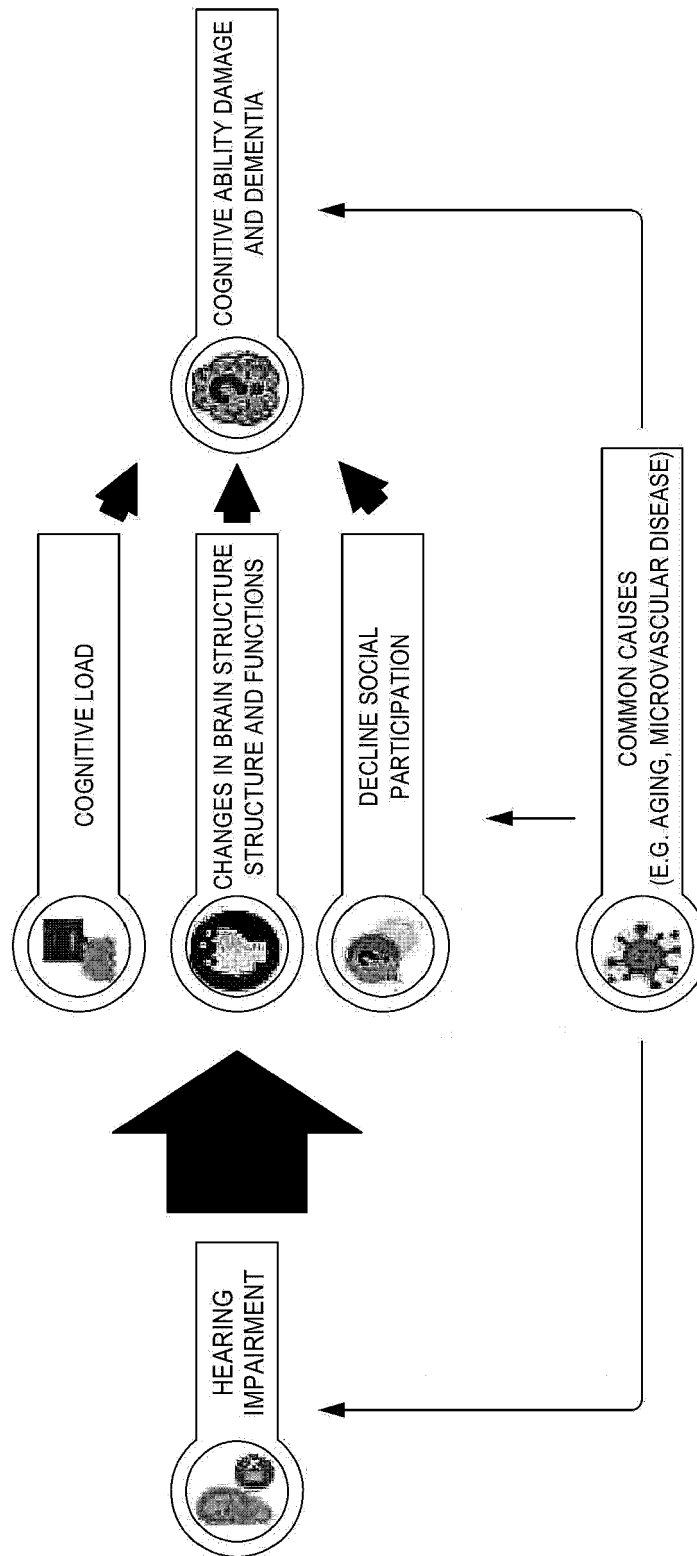 HEARING
IMPAIRMENT
COGNITIVE LOAD
CHANGES IN BRAIN STRUCTURE
STRUCTURE AND FUNCTIONS
DECLINE SOCIAL
PARTICIPATION
COGNITIVE ABILITY DAMAGE
AND DEMENTIA
COMMON CAUSES
(E.G. AGING, MICROVASCULAR DISEASE)